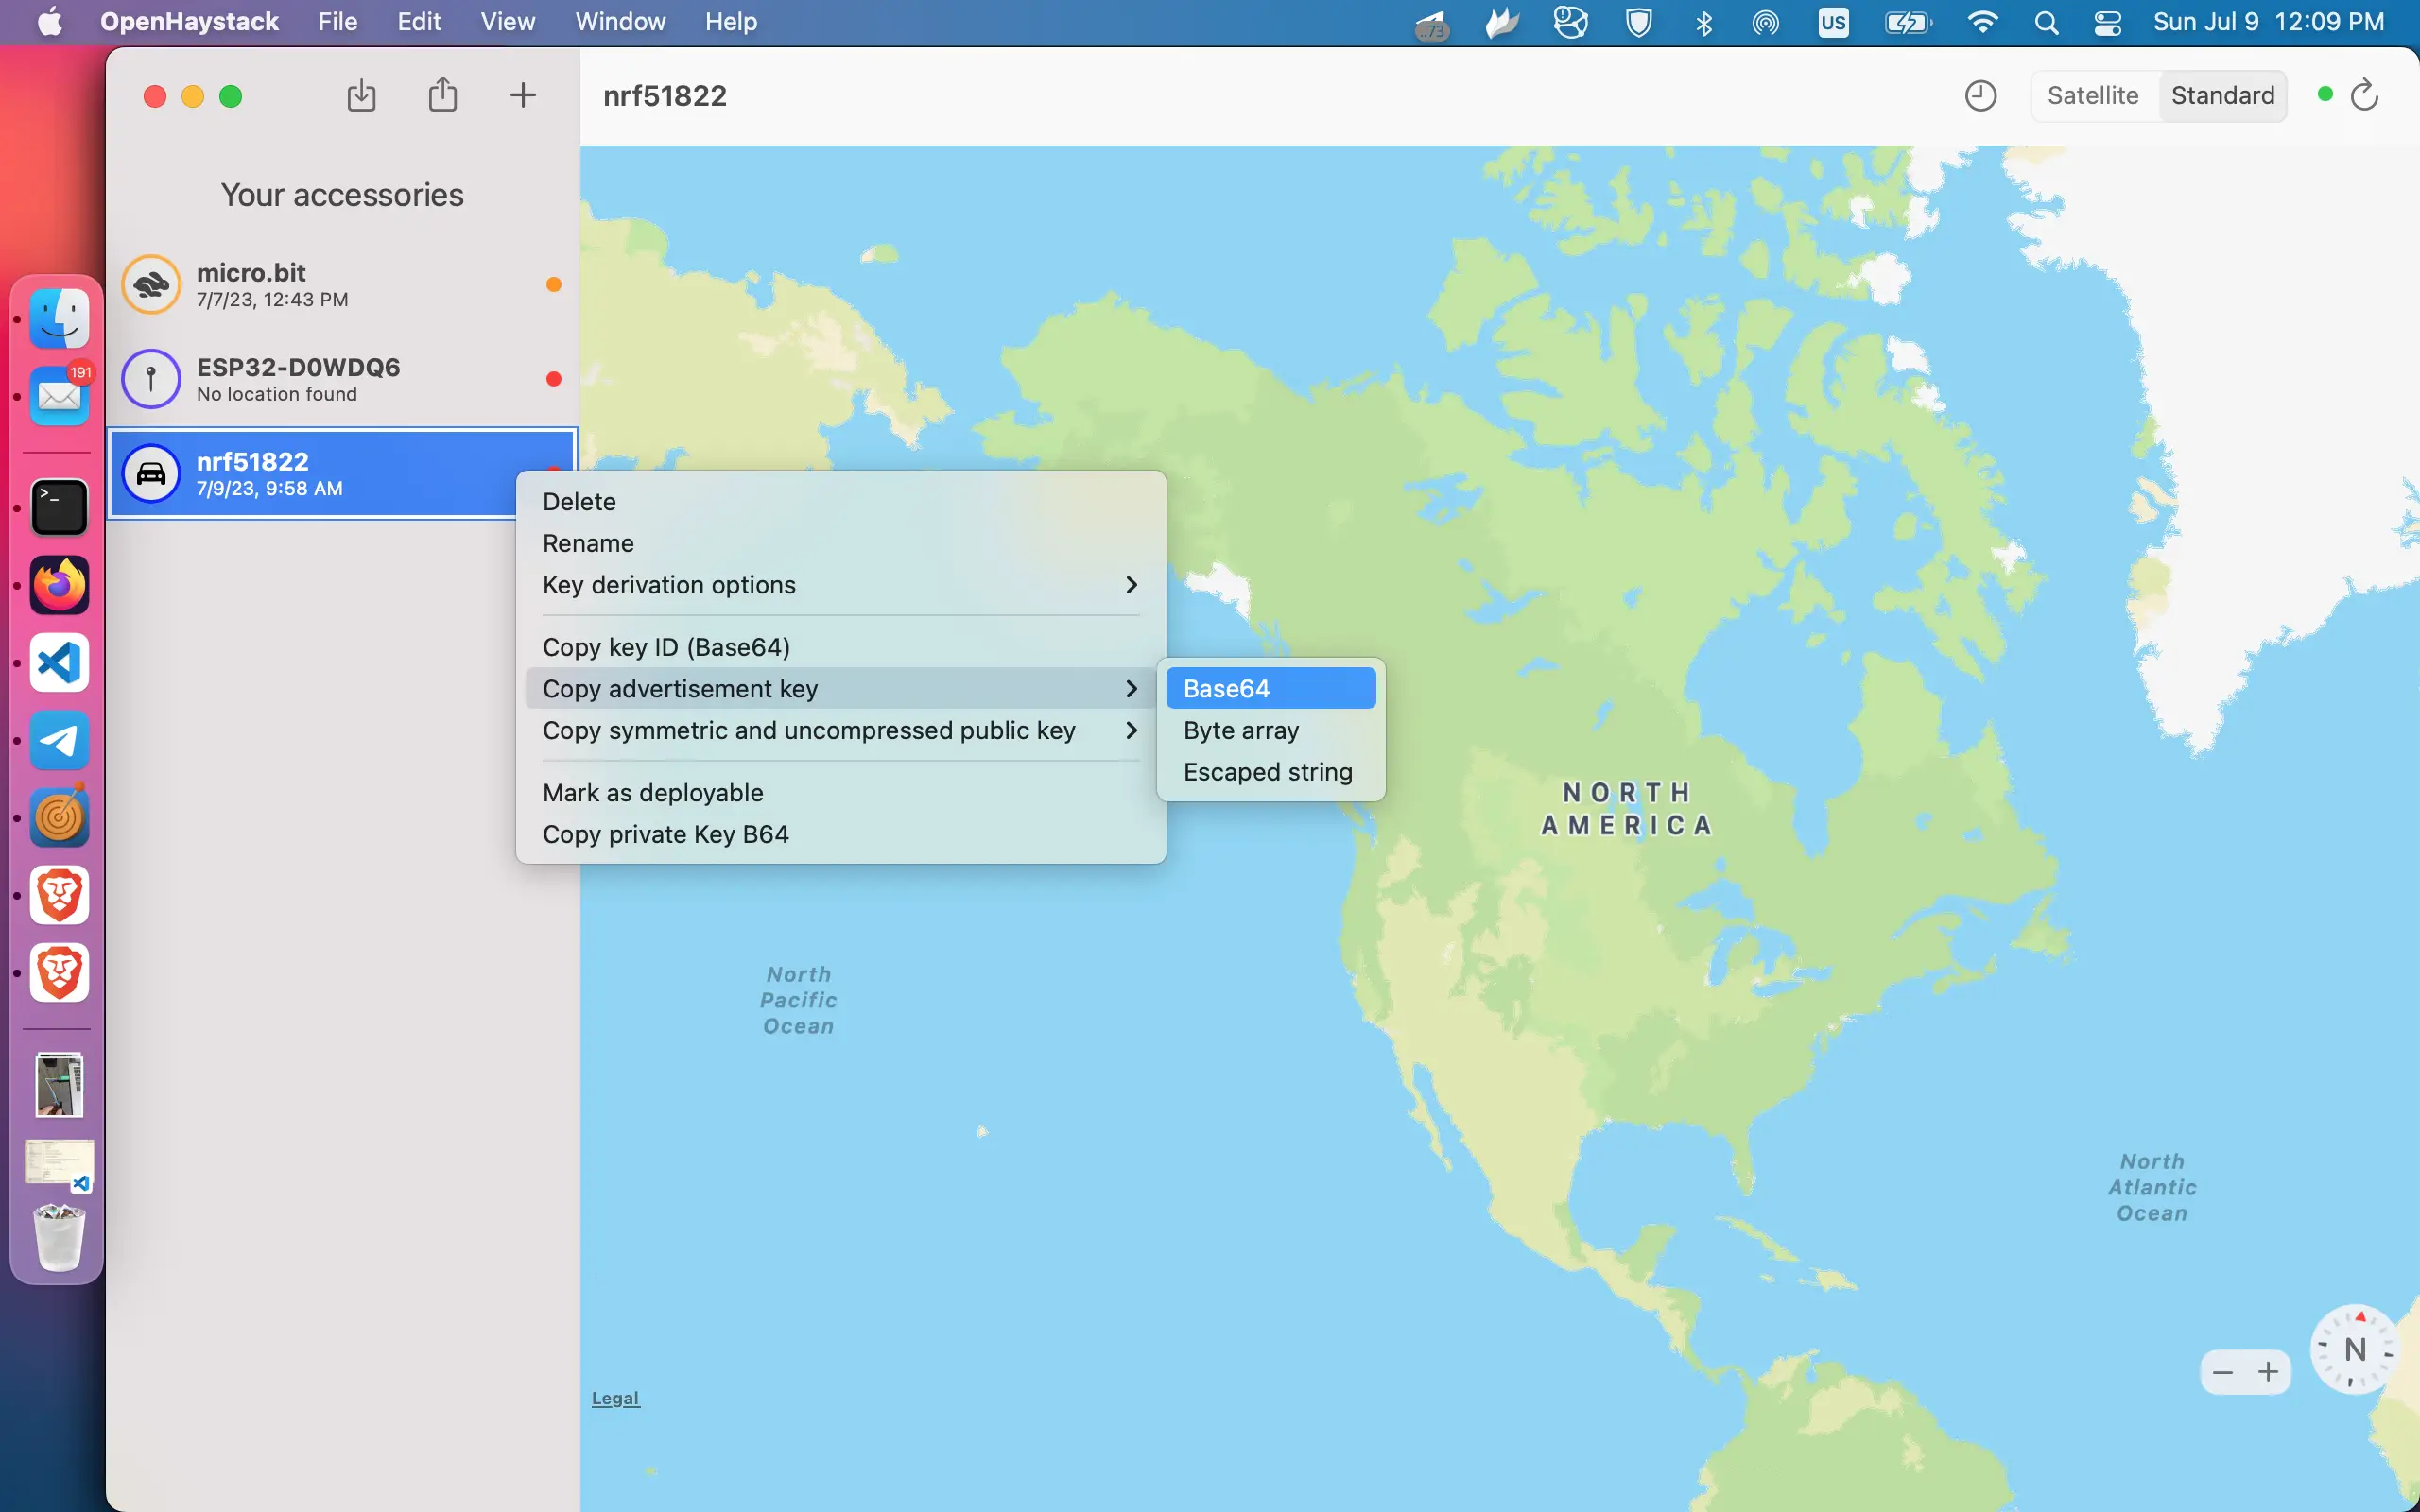 OpenHaystack File Edit View Window Help
..73
US
Sun Jul 9 12:09 PM
nrf51822
Satellite Standard
Your accessories
micro.bit
7/7/23, 12:43 PM
ESP32-D0WDQ6
No location found
nrf51822
7/9/23, 9:58 AM
191
>_
Delete
Rename
Key derivation options
Copy key ID (Base64)
Copy advertisement key
Copy symmetric and uncompressed public key
Mark as deployable
Copy private Key B64
Base64
Byte array
Escaped string
NORTH
AMERICA
North
Pacific
Ocean
North
Atlantic
Ocean
N
Legal